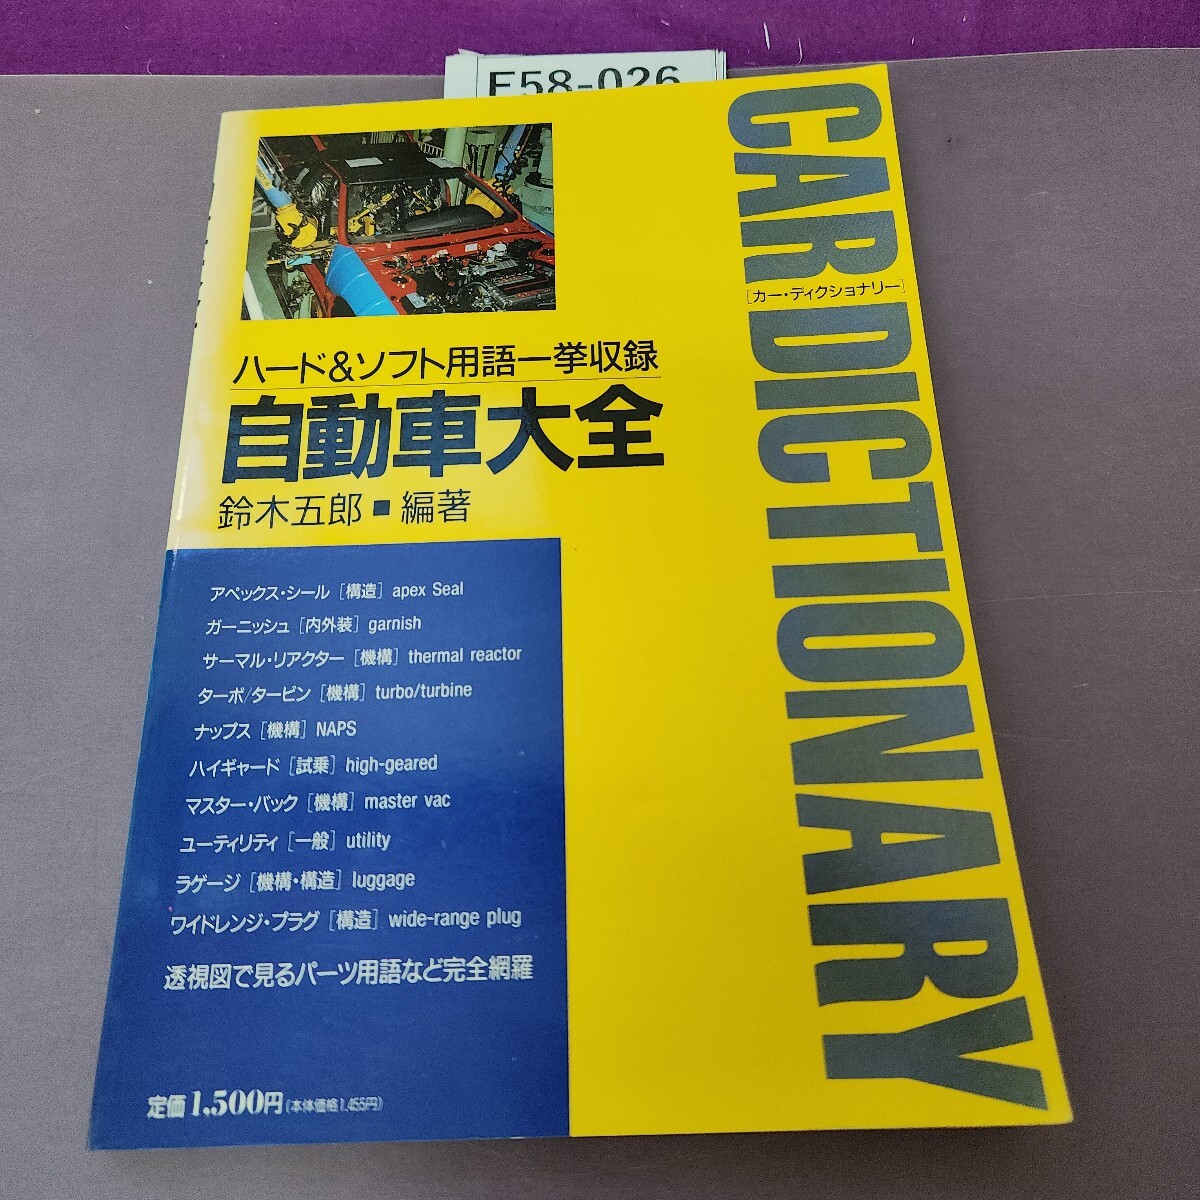 E58-026
CAR DICTIONARY
[カー・ディクショナリー]
ハード&ソフト用語一挙収録
自動車大全
鈴木五郎■編著
アペックス・シール [構造] apex Seal
ガーニッシュ [内外装] garnish
サーマル・リアクター [機構] thermal reactor
ターボ/タービン [機構] turbo/turbine
ナップス [機構] NAPS
ハイギャード [試乗] high-geared
マスター・バック [機構] master vac
ユーティリティ [一般] utility
ラゲージ [機構・構造] luggage
ワイドレンジ・プラグ [構造] wide-range plug
透視図で見るパーツ用語など完全網羅
定価1,500円(本体価格1,455円)